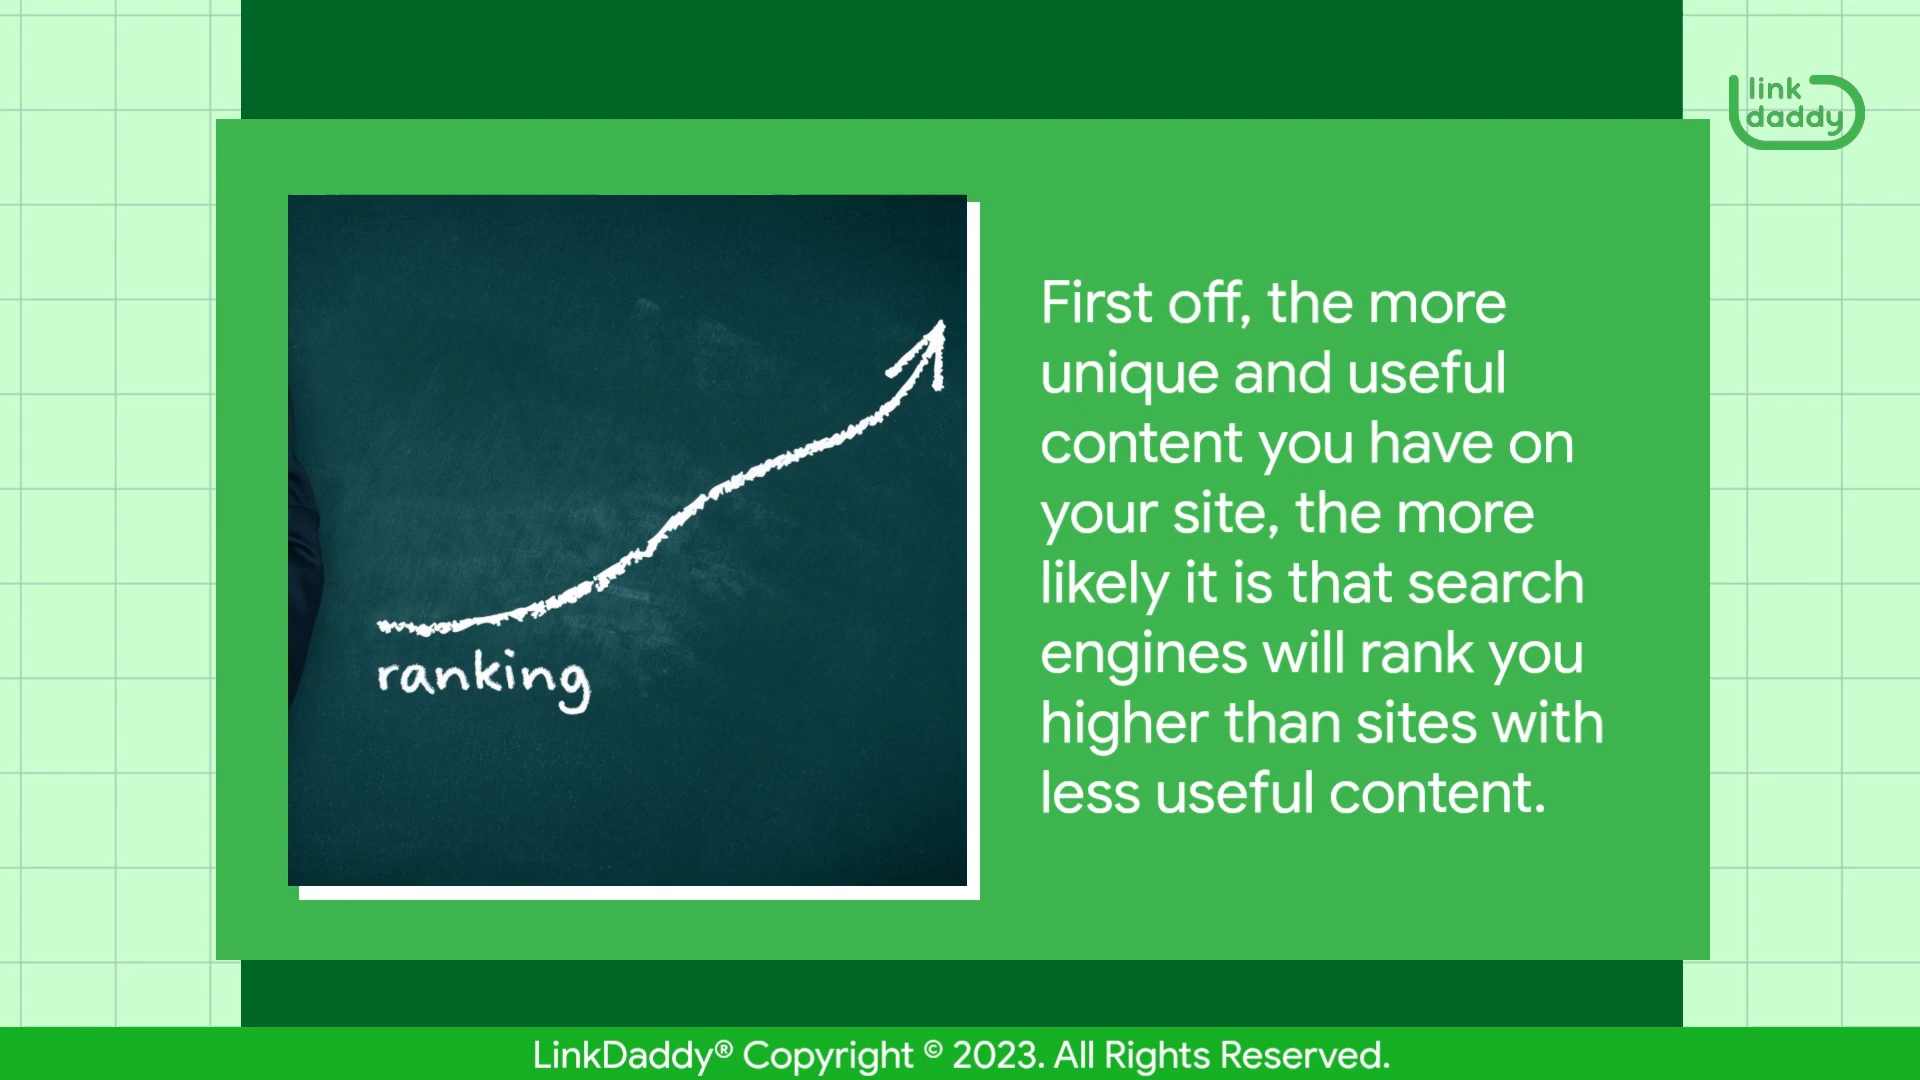 link
daddy
ranking
First off, the more
unique and useful
content you have on
your site, the more
likely it is that search
engines will rank you
higher than sites with
less useful content.
LinkDaddy® Copyright © 2023. All Rights Reserved.